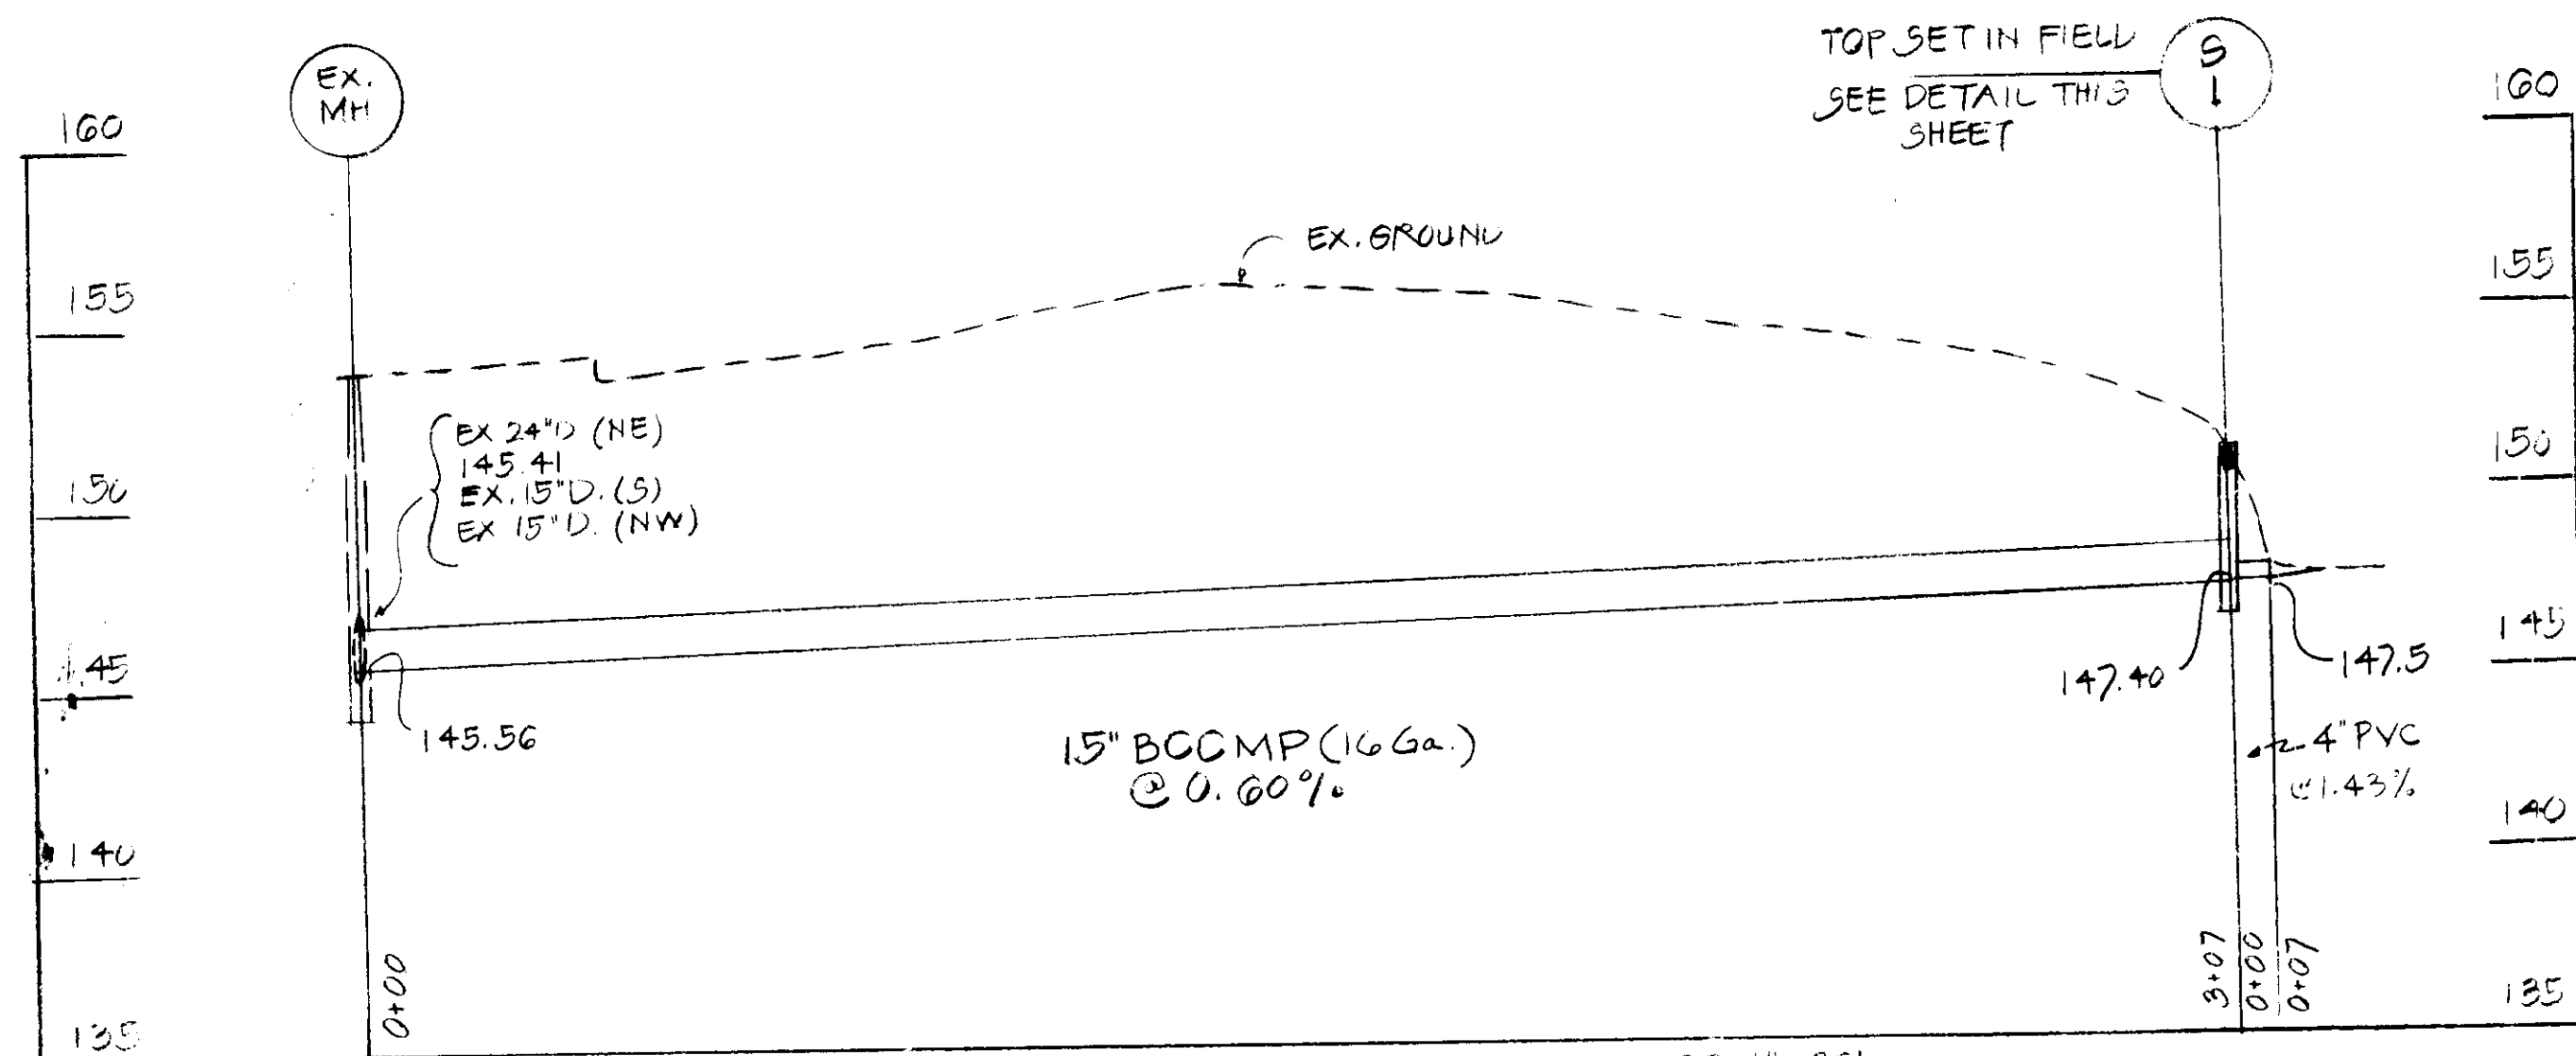 EX.
MH
TOP SET IN FIELD
SEE DETAIL THIS
SHEET
S
1
160
160
EX. GROUND
155
155
EX 24"D (NE)
145.41
EX. 15"D. (S)
EX 15"D. (NW)
150
150
145
145
145.56
147.40
147.5
15" BCCMP (16 Ga.)
@ 0.60%
4" PVC
@1.43%
140
140
0+00
3+07
0+00
0+07
135
135